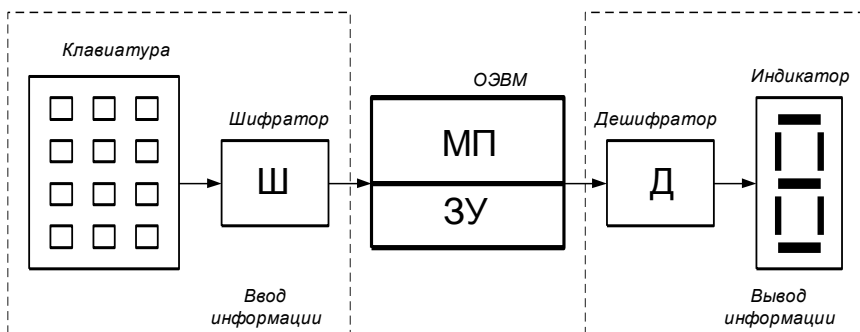 Клавиатура
ОЭВМ
Индикатор
Шифратор
Дешифратор
МП
Ш
Д
ЗУ
Ввод
информации
Вывод
информации